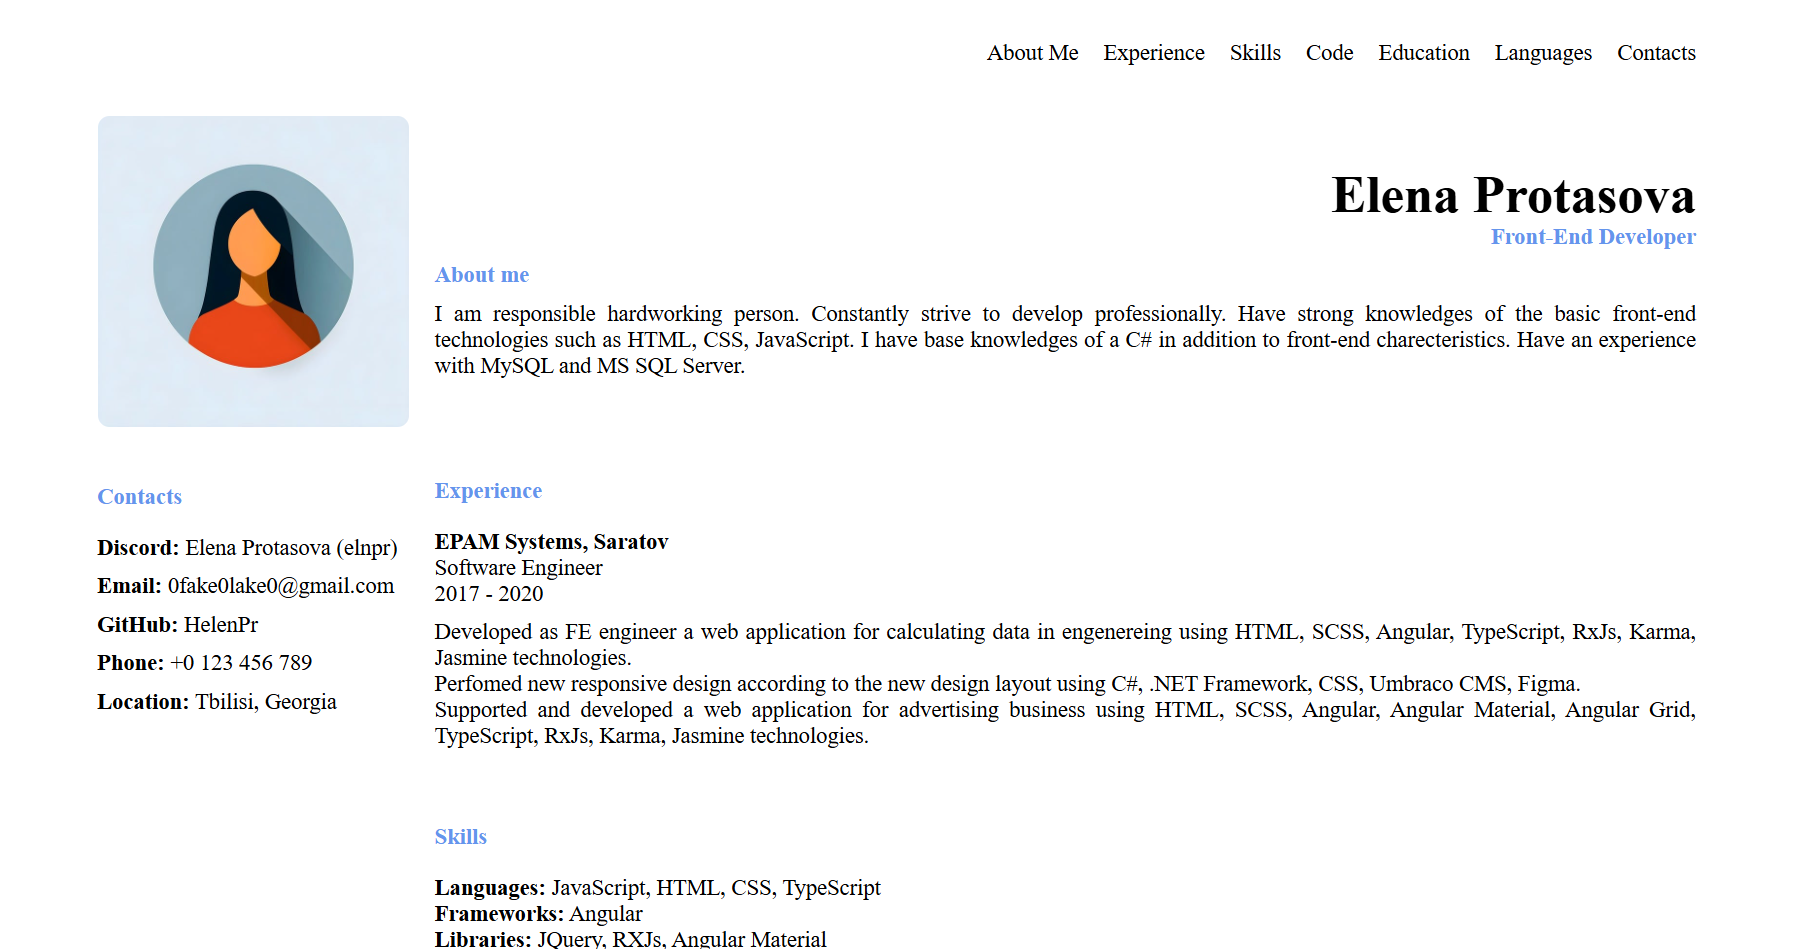 About Me Experience Skills Code Education Languages Contacts
Elena Protasova
Front-End Developer
About me
I am responsible hardworking person. Constantly strive to develop professionally. Have strong knowledges of the basic front-end
technologies such as HTML, CSS, JavaScript. I have base knowledges of a C# in addition to front-end charecteristics. Have an experience
with MySQL and MS SQL Server.
Contacts
Discord: Elena Protasova (elnpr)
Email: 0fake0lake0@gmail.com
GitHub: HelenPr
Phone: +0 123 456 789
Location: Tbilisi, Georgia
Experience
EPAM Systems, Saratov
Software Engineer
2017 - 2020
Developed as FE engineer a web application for calculating data in engenereing using HTML, SCSS, Angular, TypeScript, RxJs, Karma,
Jasmine technologies.
Perfomed new responsive design according to the new design layout using C#, .NET Framework, CSS, Umbraco CMS, Figma.
Supported and developed a web application for advertising business using HTML, SCSS, Angular, Angular Material, Angular Grid,
TypeScript, RxJs, Karma, Jasmine technologies.
Skills
Languages: JavaScript, HTML, CSS, TypeScript
Frameworks: Angular
Libraries: JQuery, RXJs, Angular Material